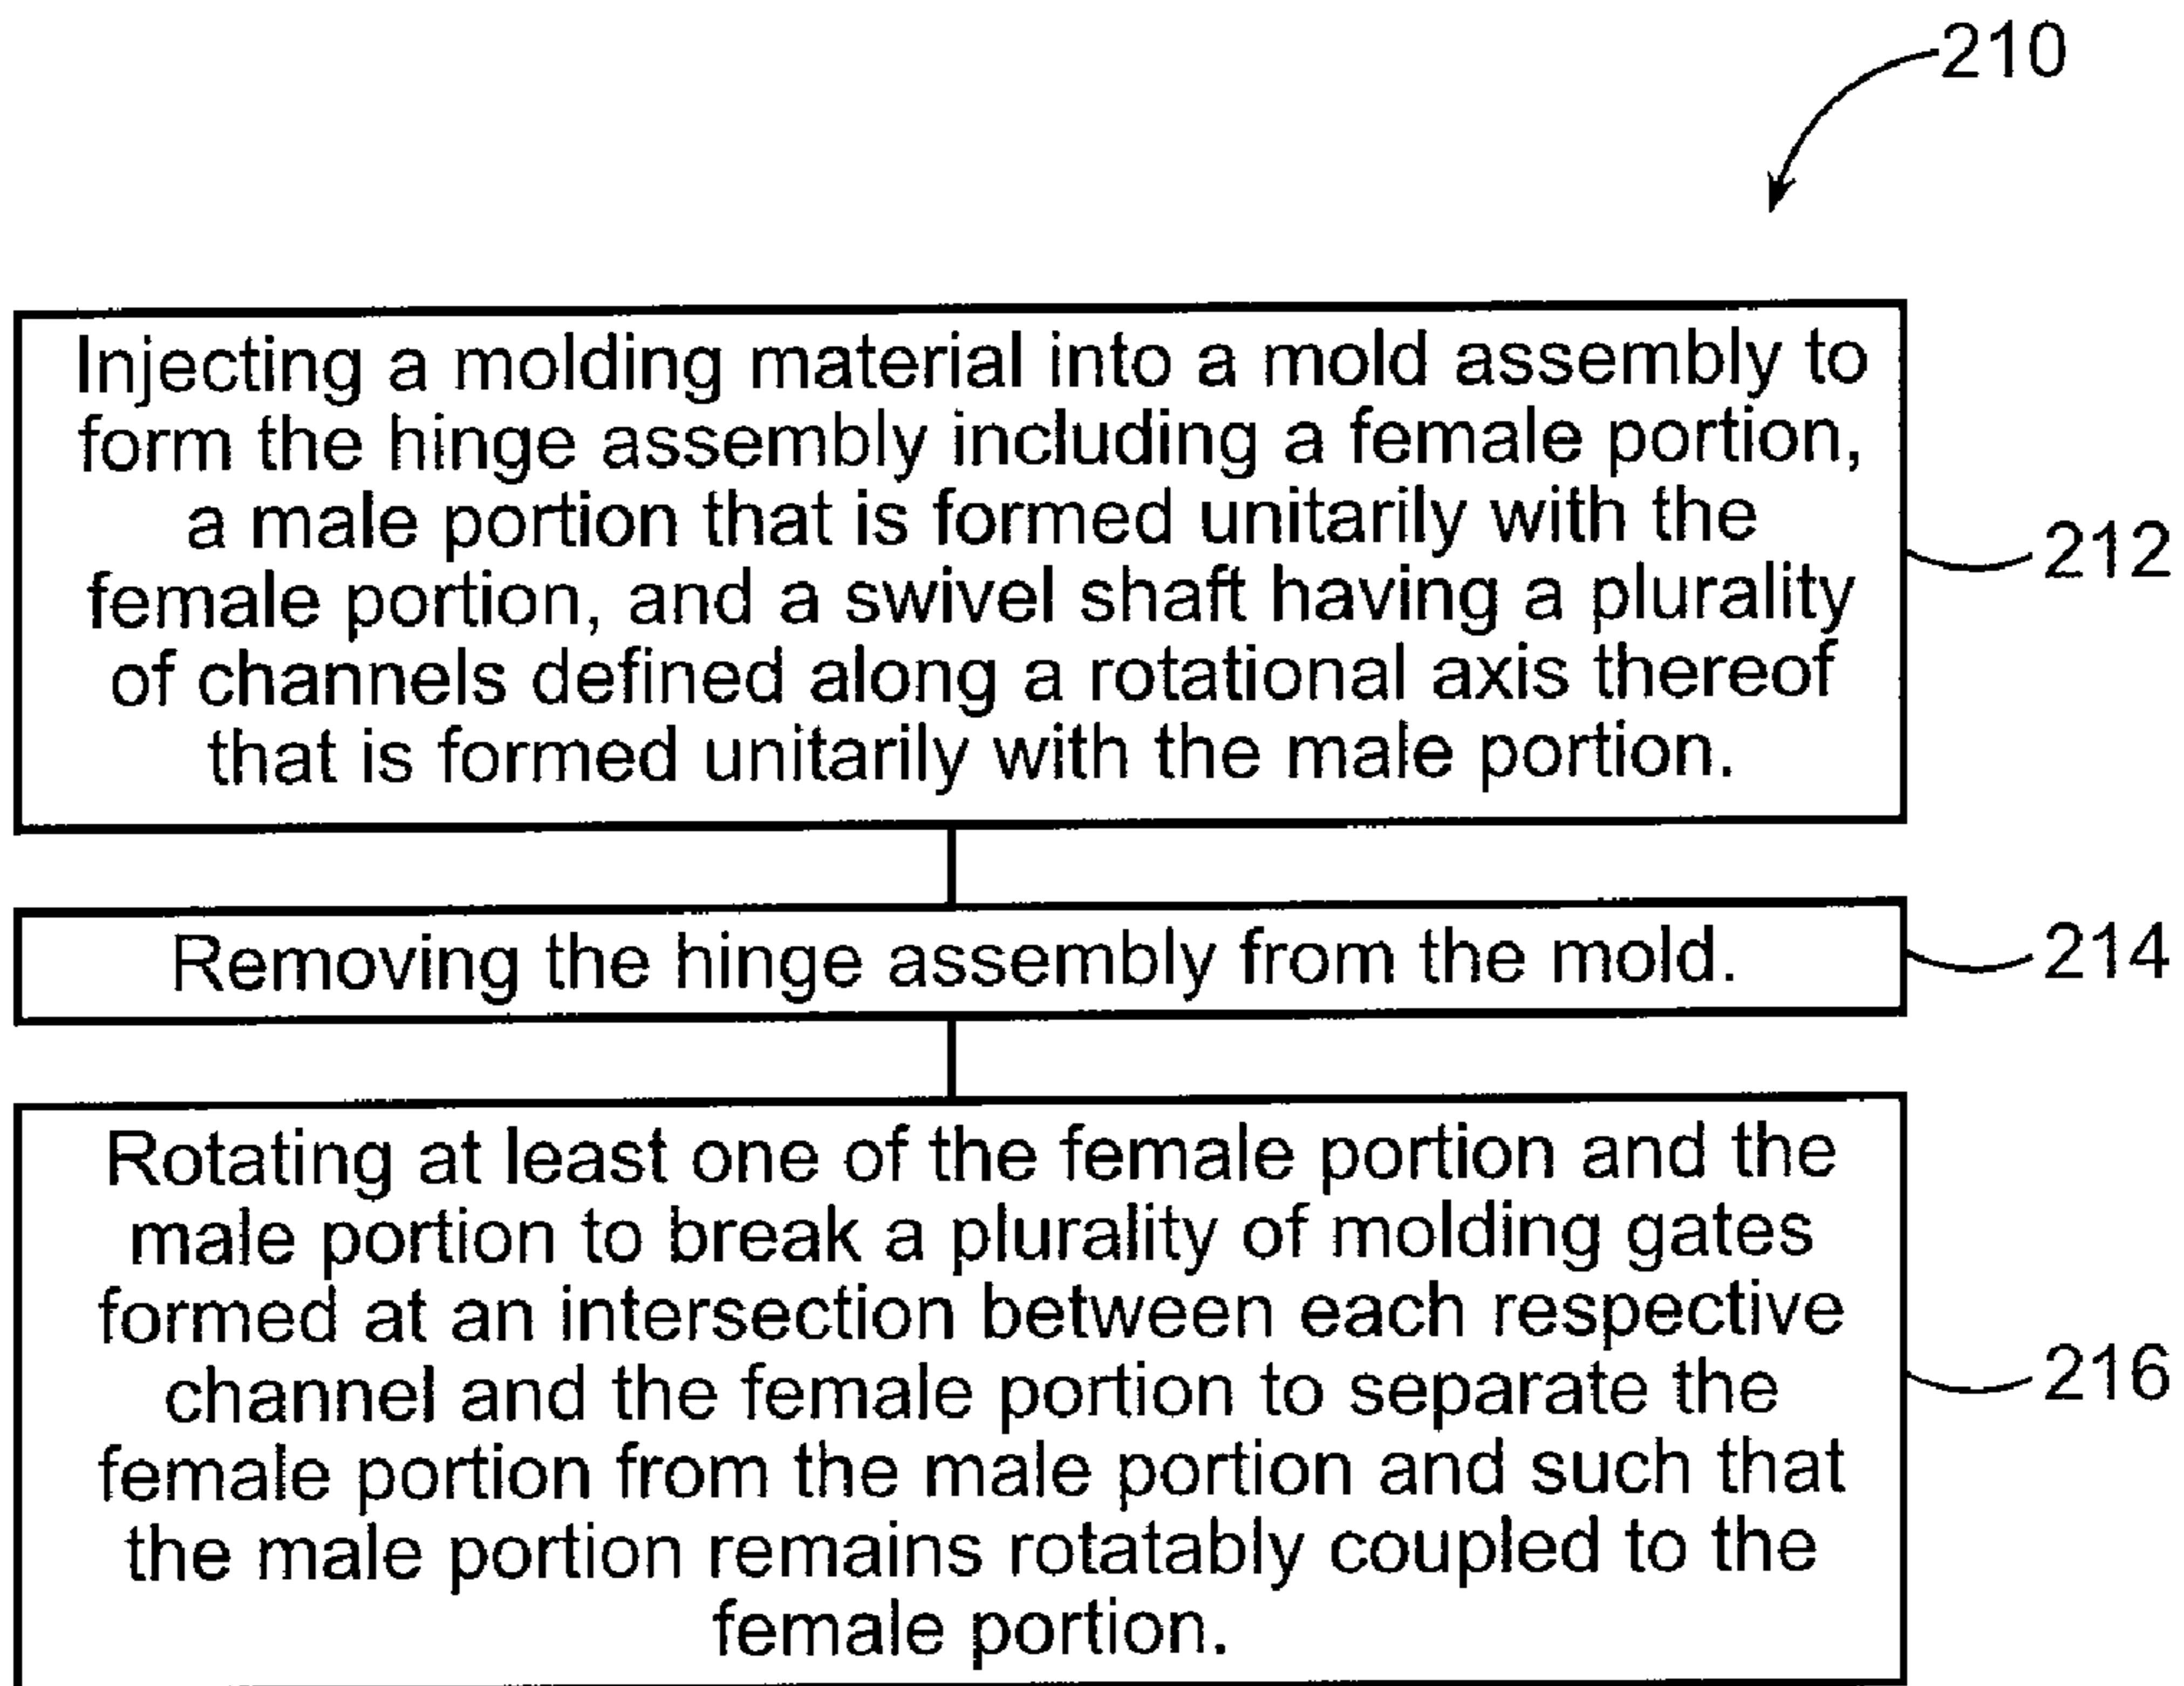 210
Injecting a molding material into a mold assembly to
form the hinge assembly including a female portion,
a male portion that is formed unitarily with the
female portion, and a swivel shaft having a plurality
of channels defined along a rotational axis thereof
that is formed unitarily with the male portion.
212
Removing the hinge assembly from the mold.
214
Rotating at least one of the female portion and the
male portion to break a plurality of molding gates
formed at an intersection between each respective
channel and the female portion to separate the
female portion from the male portion and such that
the male portion remains rotatably coupled to the
female portion.
216